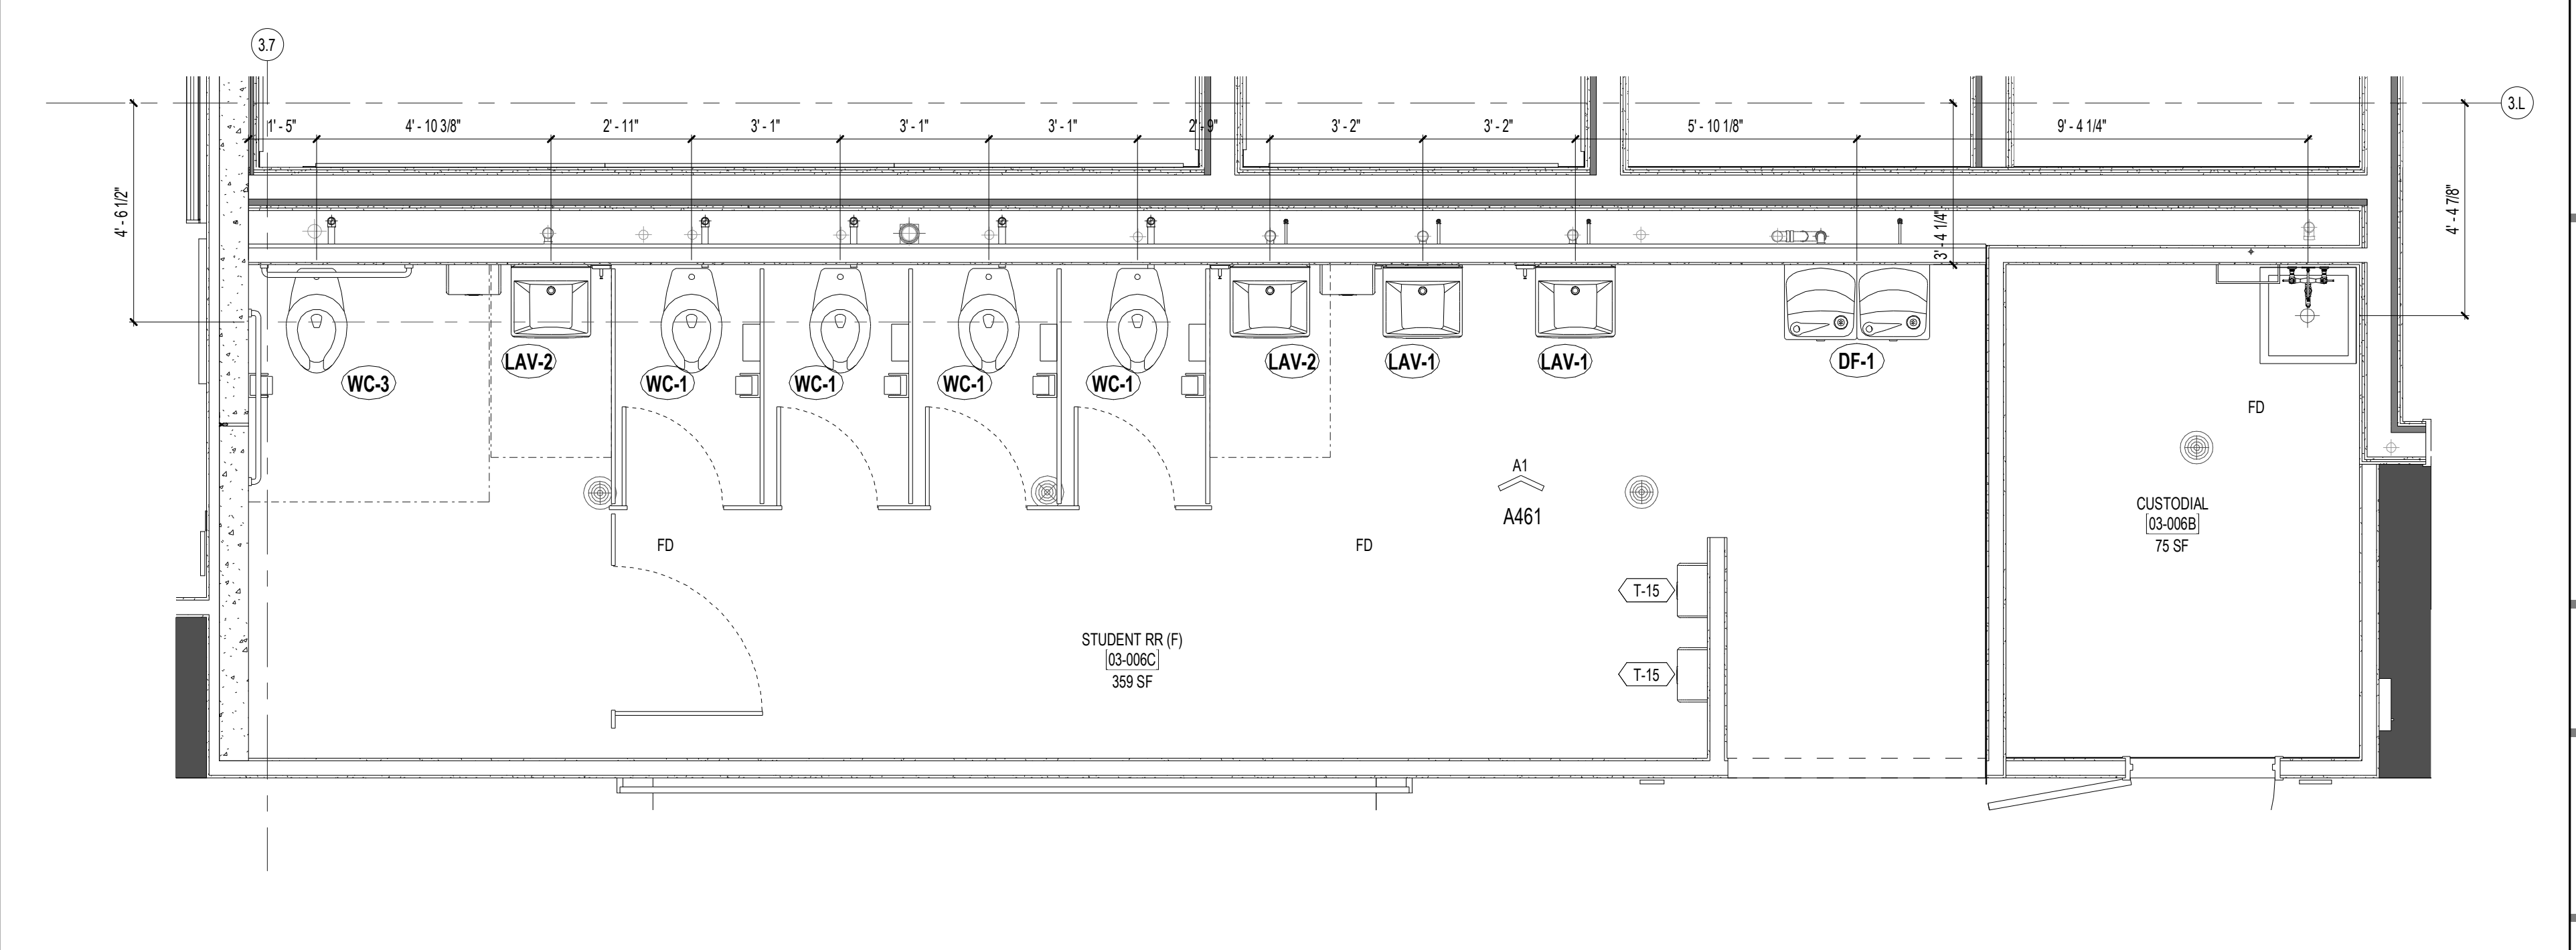 3.7
3.L
1' - 5"
4' - 10 3/8"
2' - 11"
3' - 1"
3' - 1"
3' - 1"
2' - 9"
3' - 2"
3' - 2"
5' - 10 1/8"
9' - 4 1/4"
4' - 6 1/2"
3' - 4 1/4"
4' - 4 7/8"
WC-3
LAV-2
WC-1
WC-1
WC-1
WC-1
LAV-2
LAV-1
LAV-1
DF-1
FD
A1
A461
CUSTODIAL
03-006B
75 SF
FD
FD
T-15
STUDENT RR (F)
03-006C
359 SF
T-15